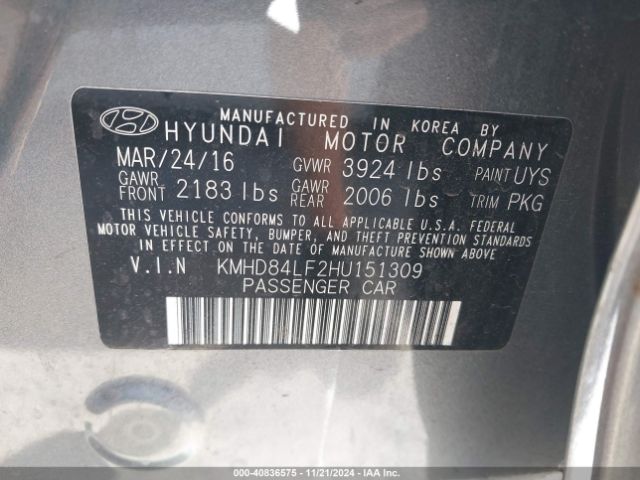 MANUFACTURED IN KOREA BY
HYUNDAI MOTOR COMPANY
MAR/24/16 GVWR 3924 lbs PAINT UYS
GAWR FRONT 2183 lbs GAWR REAR 2006 lbs TRIM PKG
THIS VEHICLE CONFORMS TO ALL APPLICABLE U.S.A. FEDERAL
MOTOR VEHICLE SAFETY, BUMPER, AND THEFT PREVENTION STANDARDS
IN EFFECT ON THE DATE OF MANUFACTURE SHOWN ABOVE
V.I.N KMHD84LF2HU151309
PASSENGER CAR
© - 40836575 - 11/21/2024 - IAA Inc.